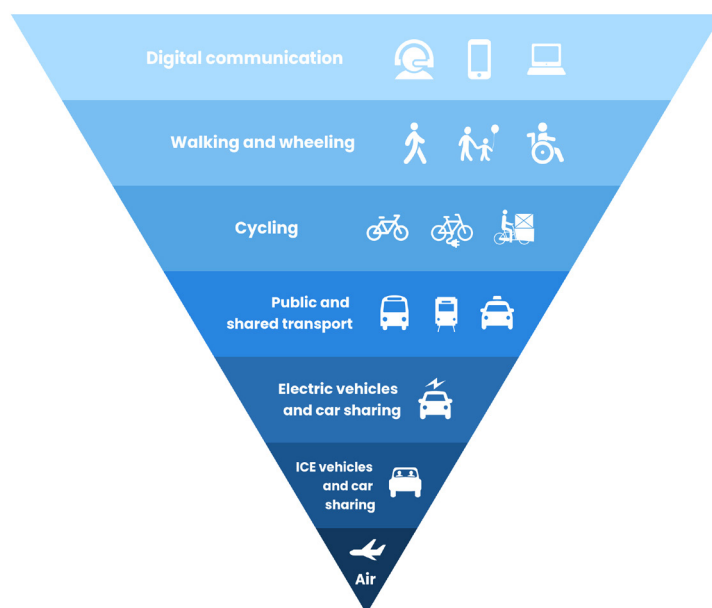 Digital communication
Walking and wheeling
Cycling
Public and
shared transport
Electric vehicles
and car sharing
ICE vehicles
and car
sharing
Air